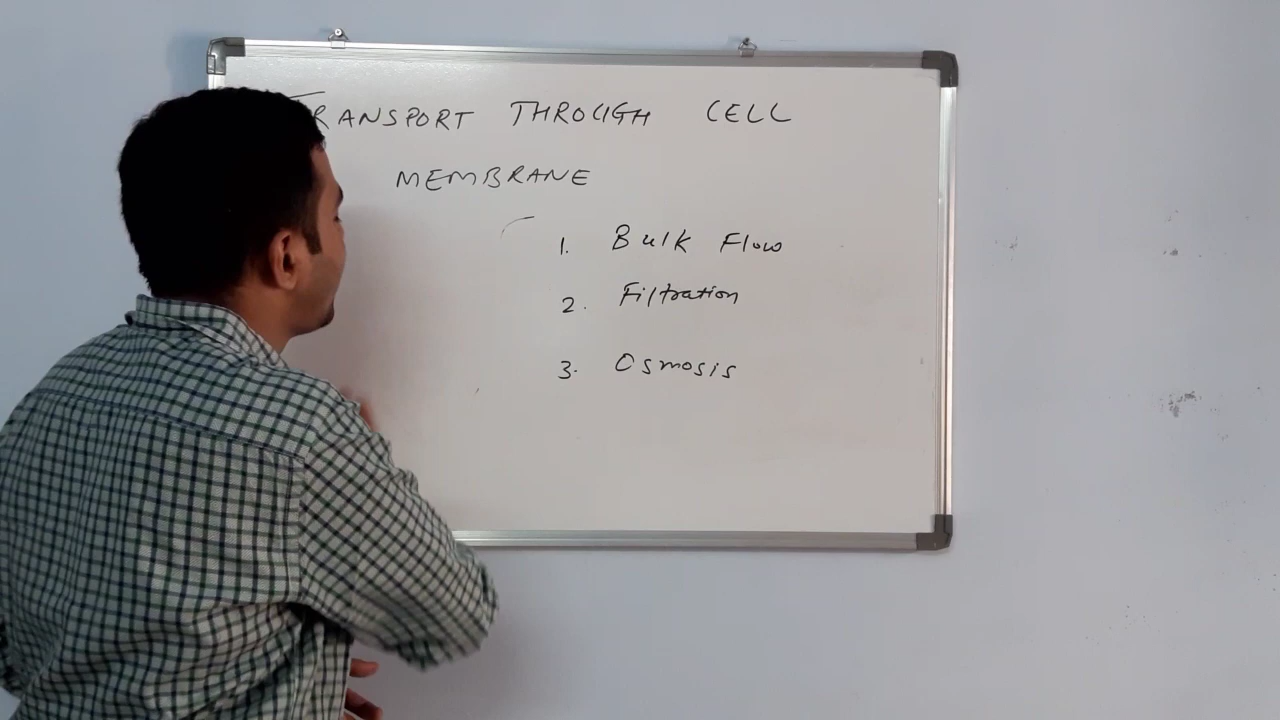 TRANSPORT THROUGH CELL
MEMBRANE
1. Bulk Flow
2. Filtration
3. Osmosis